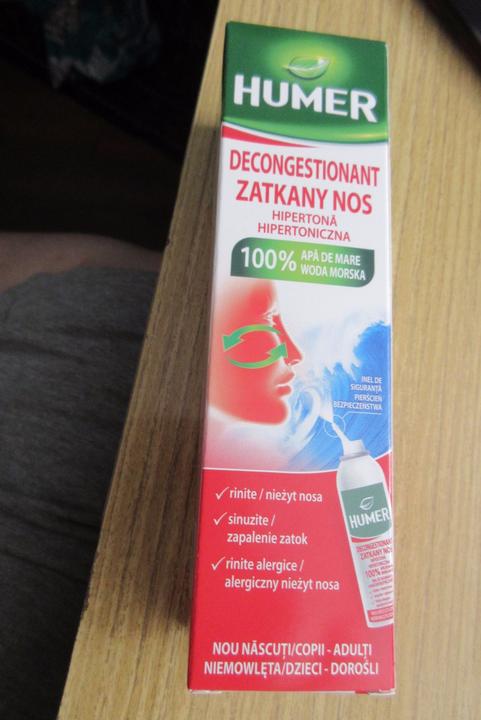 HUMER
DECONGESTIONANT
ZATKANY NOS
HIPERTONĂ
HIPERTONICZNA
100% APĂ DE MARE
WODA MORSKA
INEL DE
SIGURANȚĂ
PIERŚCIEŃ
BEZPIECZEŃSTWA
rinite / nieżyt nosa
sinuzite /
zapalenie zatok
rinite alergice /
alergiczny nieżyt nosa
HUMER
DECONGESTIONANT
ZATKANY NOS
100%
NOU NĂSCUȚI/COPII - ADULȚI
NIEMOWLĘTA/DZIECI - DOROŚLI